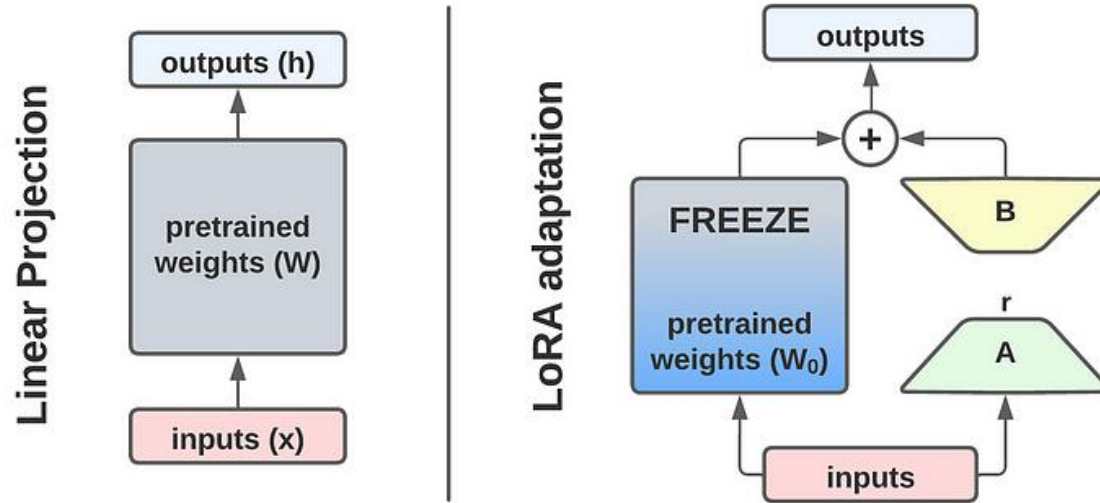 Linear Projection
outputs (h)
pretrained
weights (W)
inputs (x)
LoRA adaptation
outputs
+
FREEZE
pretrained
weights (W₀)
B
r
A
inputs